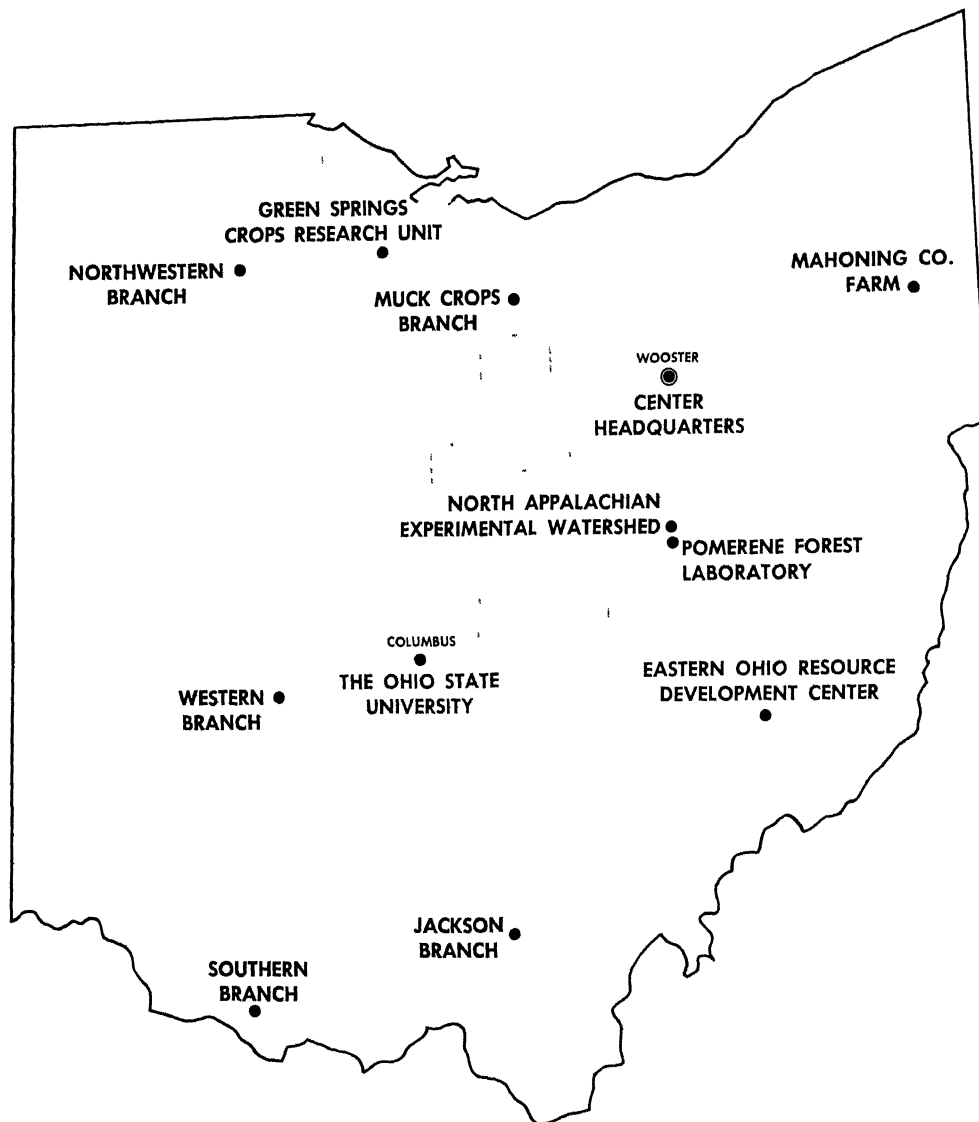 GREEN SPRINGS
CROPS RESEARCH UNIT
NORTHWESTERN
BRANCH
MAHONING CO.
FARM
MUCK CROPS
BRANCH
WOOSTER
CENTER
HEADQUARTERS
NORTH APPALACHIAN
EXPERIMENTAL WATERSHED
POMERENE FOREST
LABORATORY
COLUMBUS
THE OHIO STATE
UNIVERSITY
EASTERN OHIO RESOURCE
DEVELOPMENT CENTER
WESTERN
BRANCH
JACKSON
BRANCH
SOUTHERN
BRANCH